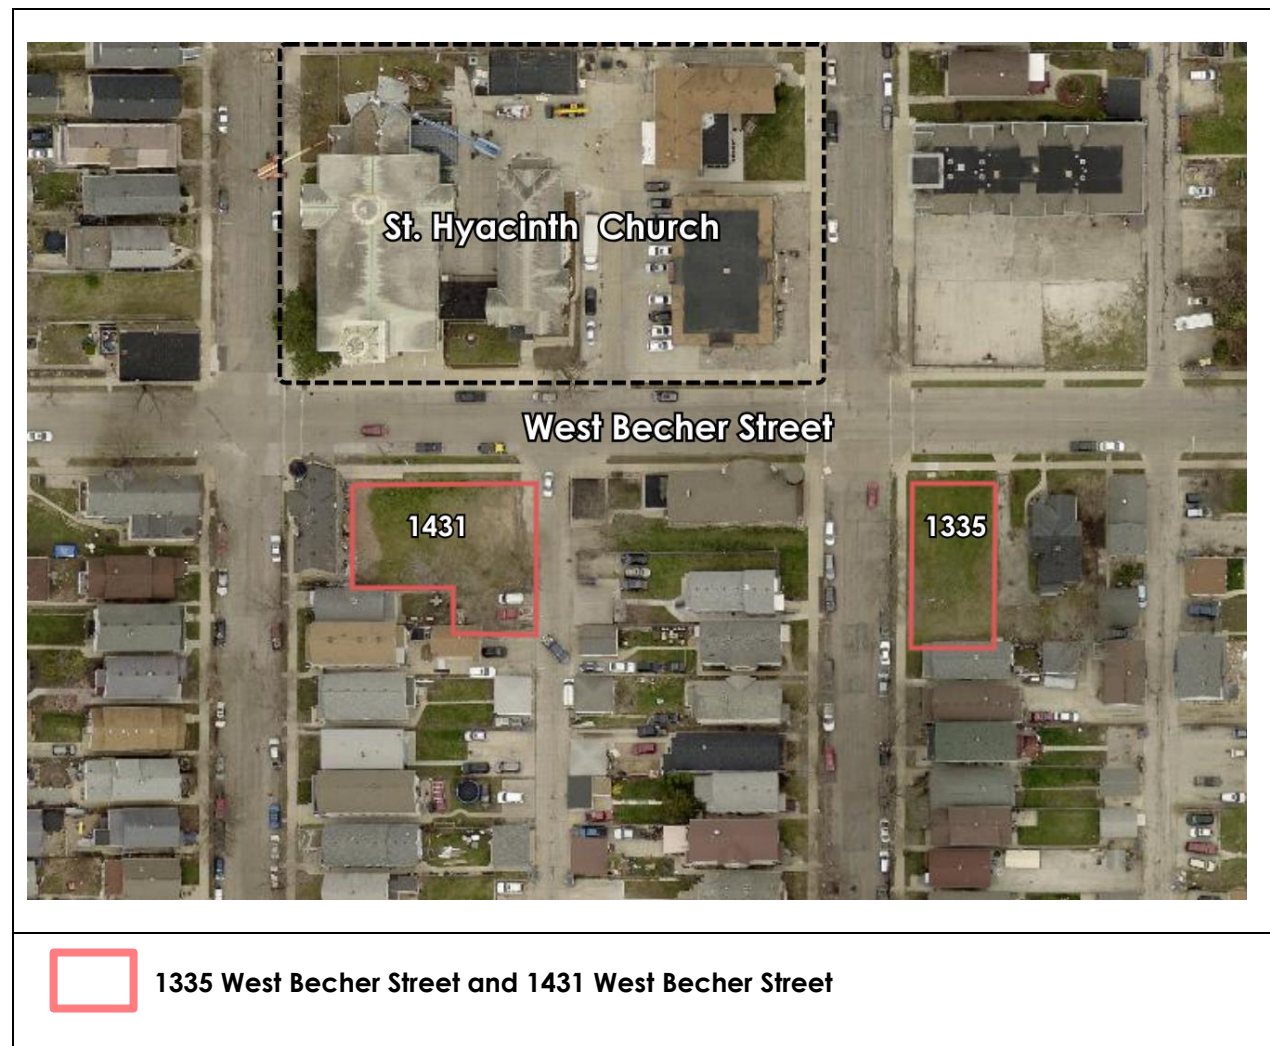 St. Hyacinth Church
West Becher Street
1431
1335
1335 West Becher Street and 1431 West Becher Street